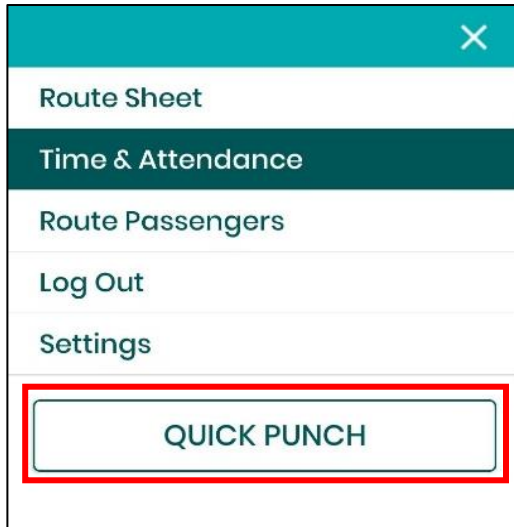 Route Sheet
Time & Attendance
Route Passengers
Log Out
Settings
QUICK PUNCH